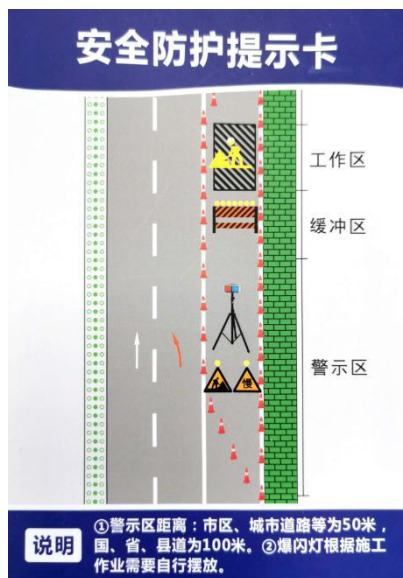 安全防护提示卡
工作区
缓冲区
慢
警示区
说明
①警示区距离：市区、城市道路等为50米，
国、省、县道为100米。②爆闪灯根据施工
作业需要自行摆放。